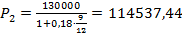 P₂ = 130000 / (1+0,18·9/12) = 114537,44